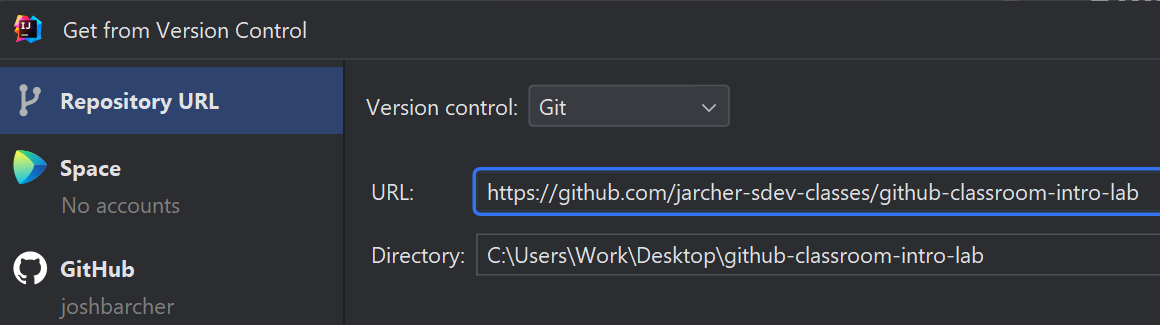 IJ
Get from Version Control
Repository URL
Version control: Git
Space
No accounts
URL: https://github.com/jarcher-sdev-classes/github-classroom-intro-lab
Directory: C:\Users\Work\Desktop\github-classroom-intro-lab
GitHub
joshbarcher